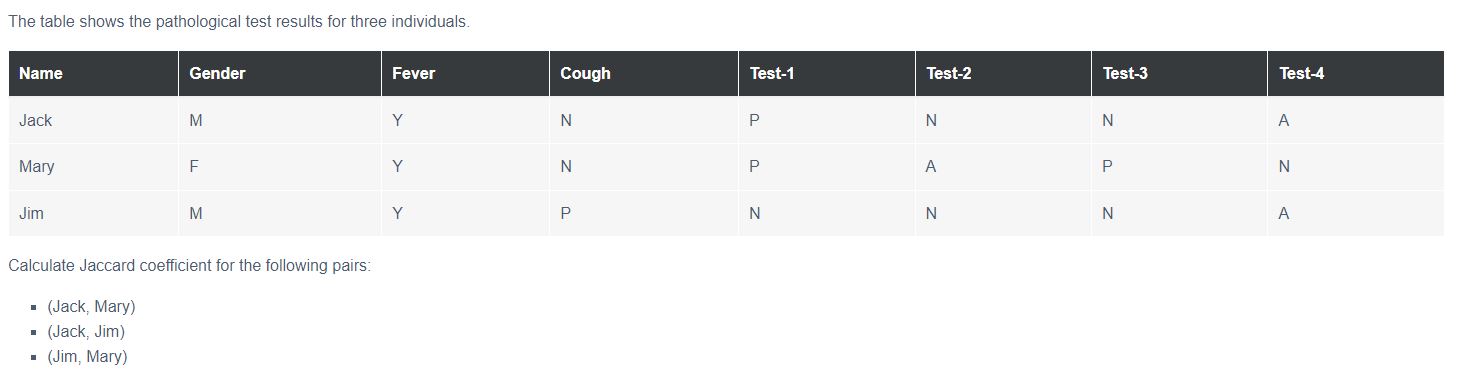 The table shows the pathological test results for three individuals.
Name Gender Fever Cough Test-1 Test-2 Test-3 Test-4
Jack M Y N P N N A
Mary F Y N P A P N
Jim M Y P N N N A
Calculate Jaccard coefficient for the following pairs:
▪ (Jack, Mary)
▪ (Jack, Jim)
▪ (Jim, Mary)